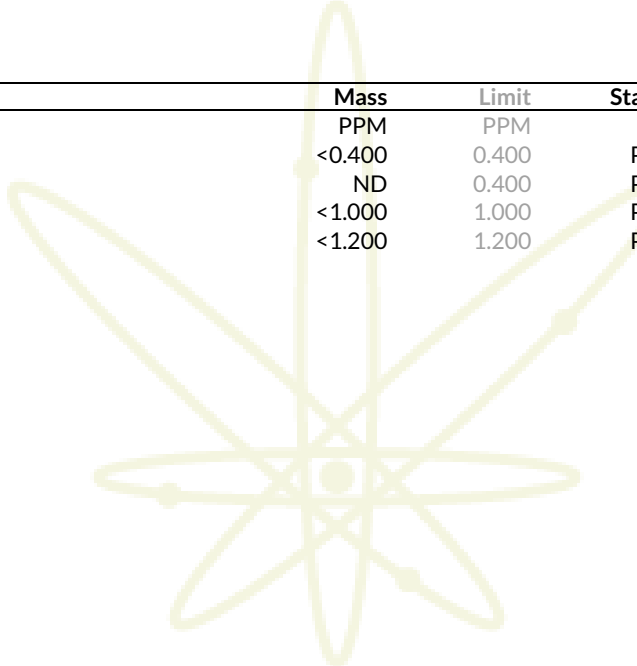 Mass Limit Sta
PPM PPM
<0.400 0.400 P
ND 0.400 P
<1.000 1.000 P
<1.200 1.200 P